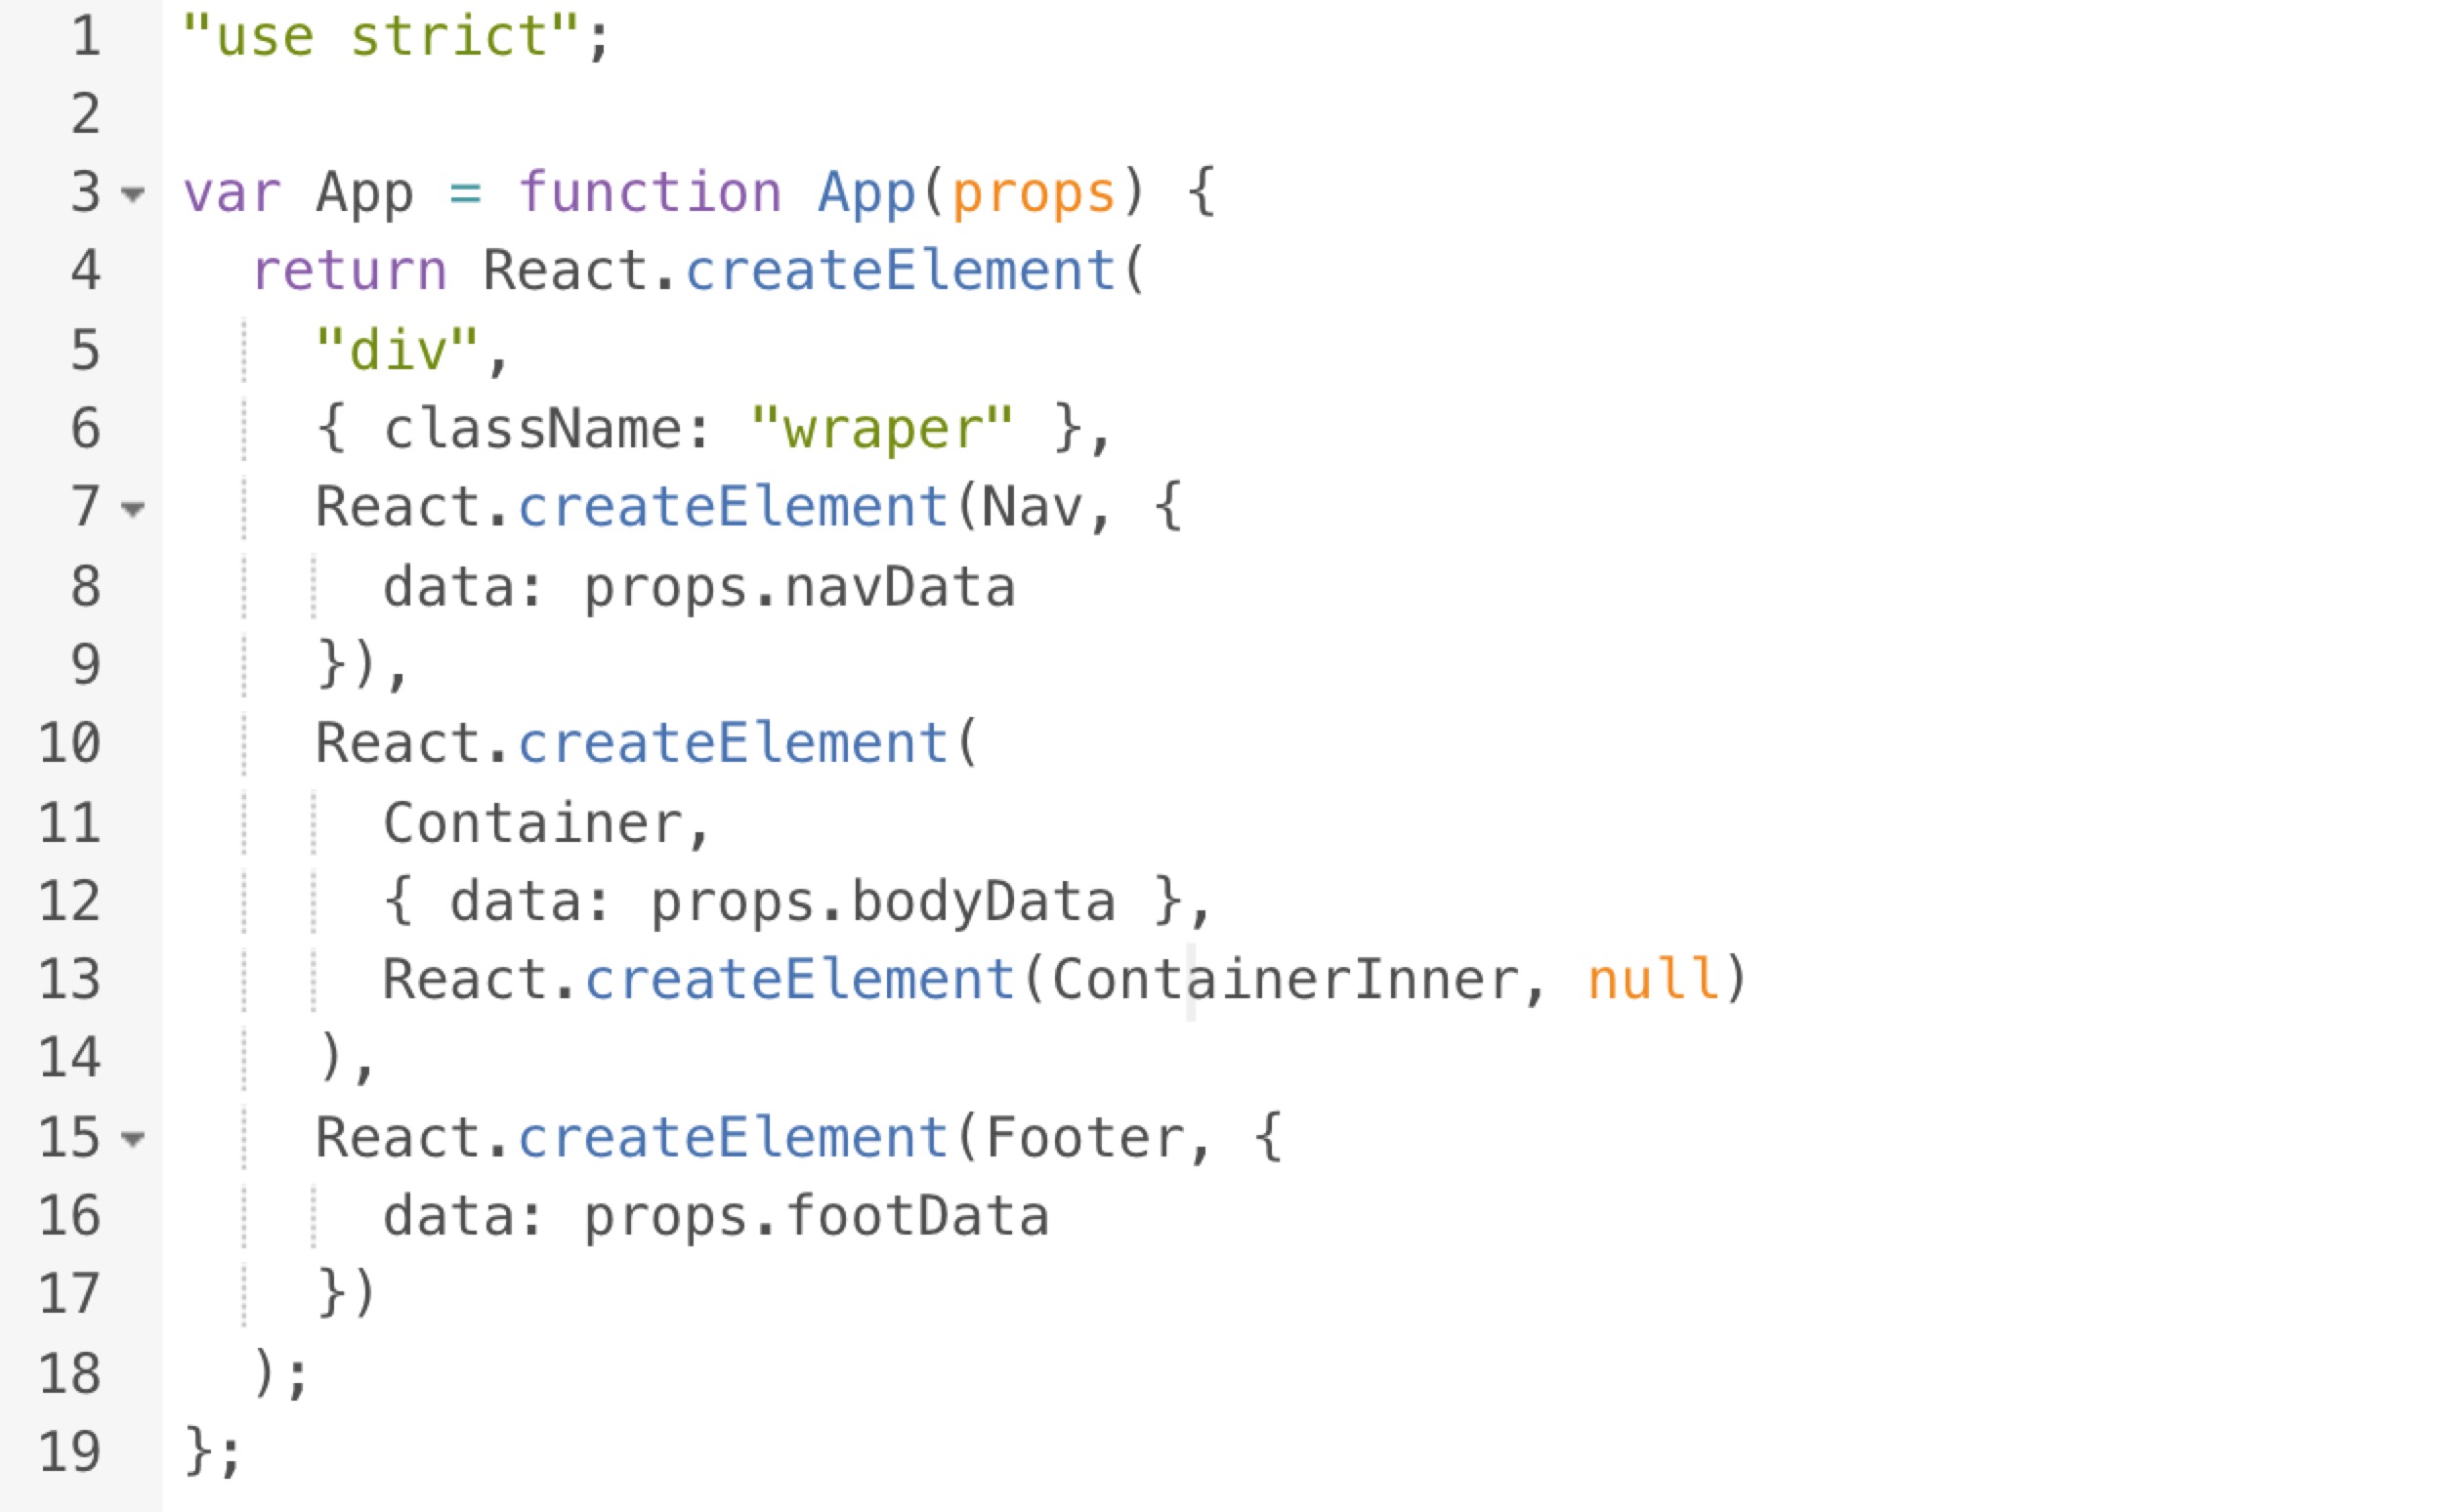 1 "use strict";
2
3 var App = function App(props) {
4 return React.createElement(
5 "div",
6 { className: "wraper" },
7 React.createElement(Nav, {
8 data: props.navData
9 }),
10 React.createElement(
11 Container,
12 { data: props.bodyData },
13 React.createElement(ContainerInner, null)
14 ),
15 React.createElement(Footer, {
16 data: props.footData
17 })
18 );
19 };